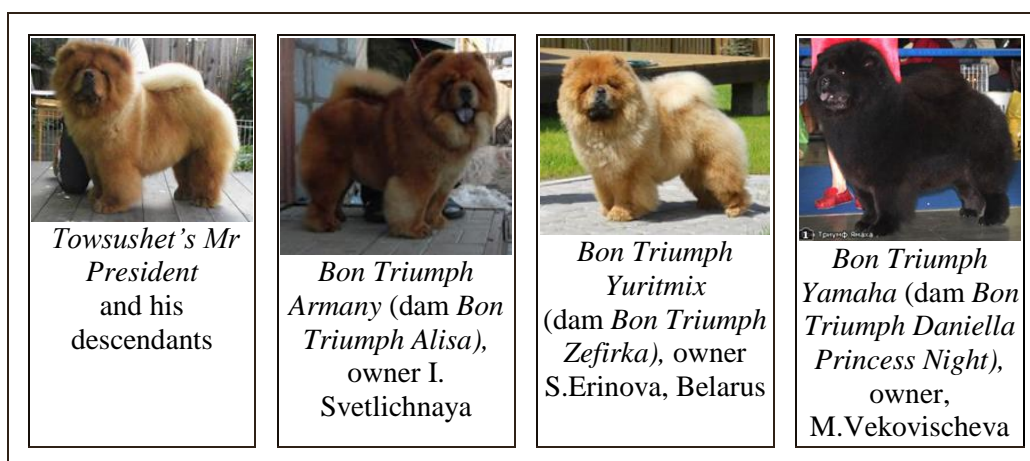 Towsushet’s Mr
President
and his
descendants
Bon Triumph
Armany (dam Bon
Triumph Alisa),
owner I.
Svetlichnaya
Bon Triumph
Yuritmix
(dam Bon Triumph
Zefirka), owner
S.Erinova, Belarus
Bon Triumph
Yamaha (dam Bon
Triumph Daniella
Princess Night),
owner,
M.Vekovischeva